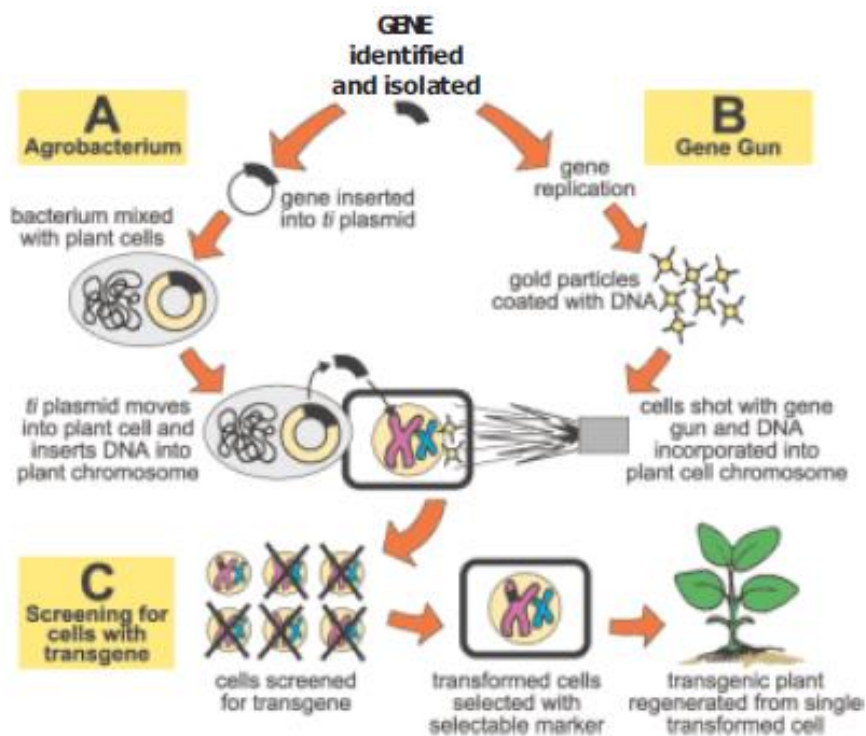 GENE
identified
and isolated
A
Agrobacterium
B
Gene Gun
gene inserted
into ti plasmid
gene
replication
bacterium mixed
with plant cells
gold particles
coated with DNA
ti plasmid moves
into plant cell and
inserts DNA into
plant chromosome
cells shot with gene
gun and DNA
incorporated into
plant cell chromosome
C
Screening for
cells with
transgene
cells screened
for transgene
transformed cells
selected with
selectable marker
transgenic plant
regenerated from single
transformed cell